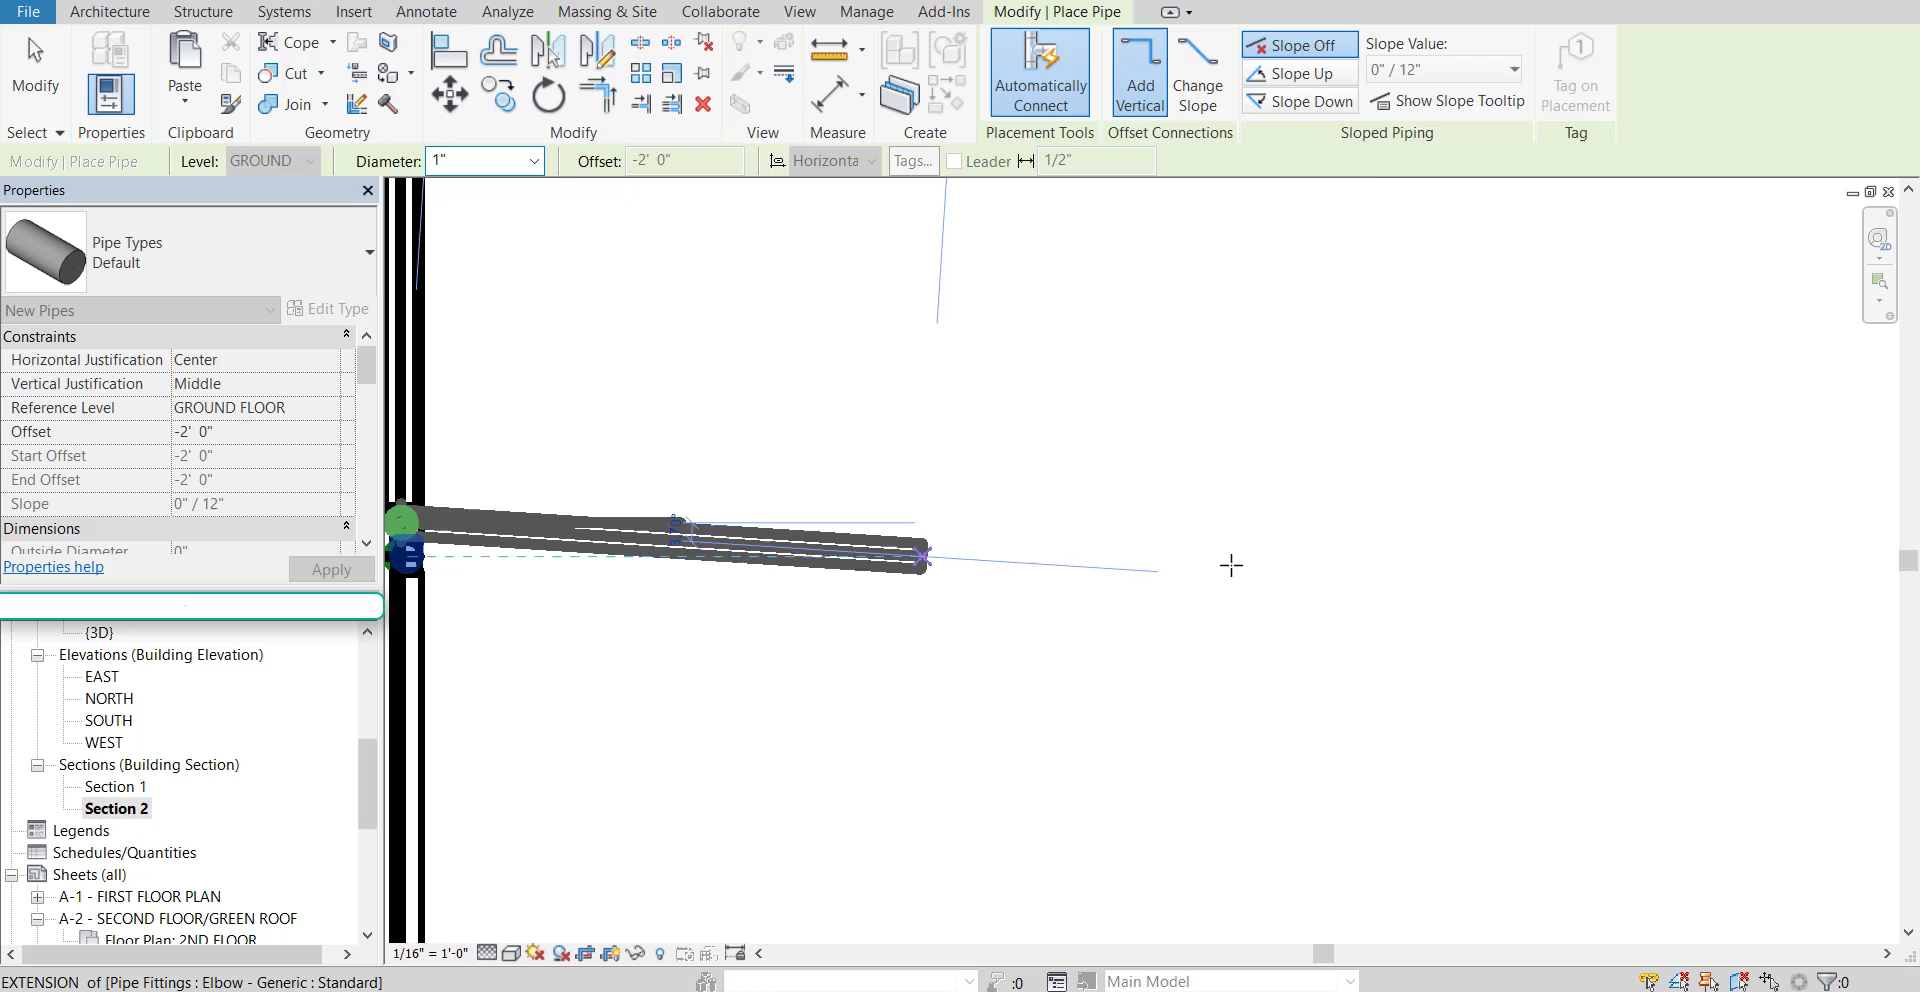 File Architecture Structure Systems Insert Annotate Analyze Massing & Site Collaborate View Manage Add-Ins Modify | Place Pipe
Modify Paste Cope Cut Join
Automatically Connect
Add Vertical
Change Slope
Slope Off
Slope Up
Slope Down
Slope Value:
0" / 12"
Show Slope Tooltip
Tag on Placement
Select Properties Clipboard Geometry Modify View Measure Create Placement Tools Offset Connections Sloped Piping Tag
Modify | Place Pipe Level: GROUND Diameter: 1" Offset: -2' 0" Horizonta Tags... Leader 1/2"
Properties
Pipe Types
Default
New Pipes Edit Type
Constraints
Horizontal Justification Center
Vertical Justification Middle
Reference Level GROUND FLOOR
Offset -2' 0"
Start Offset -2' 0"
End Offset -2' 0"
Slope 0" / 12"
Dimensions
Outside Diameter 0"
Properties help Apply
{3D}
Elevations (Building Elevation)
EAST
NORTH
SOUTH
WEST
Sections (Building Section)
Section 1
Section 2
Legends
Schedules/Quantities
Sheets (all)
A-1 - FIRST FLOOR PLAN
A-2 - SECOND FLOOR/GREEN ROOF
Floor Plan: 2ND FLOOR
2D
1/16" = 1'-0"
EXTENSION of [Pipe Fittings : Elbow - Generic : Standard] :0 Main Model :0